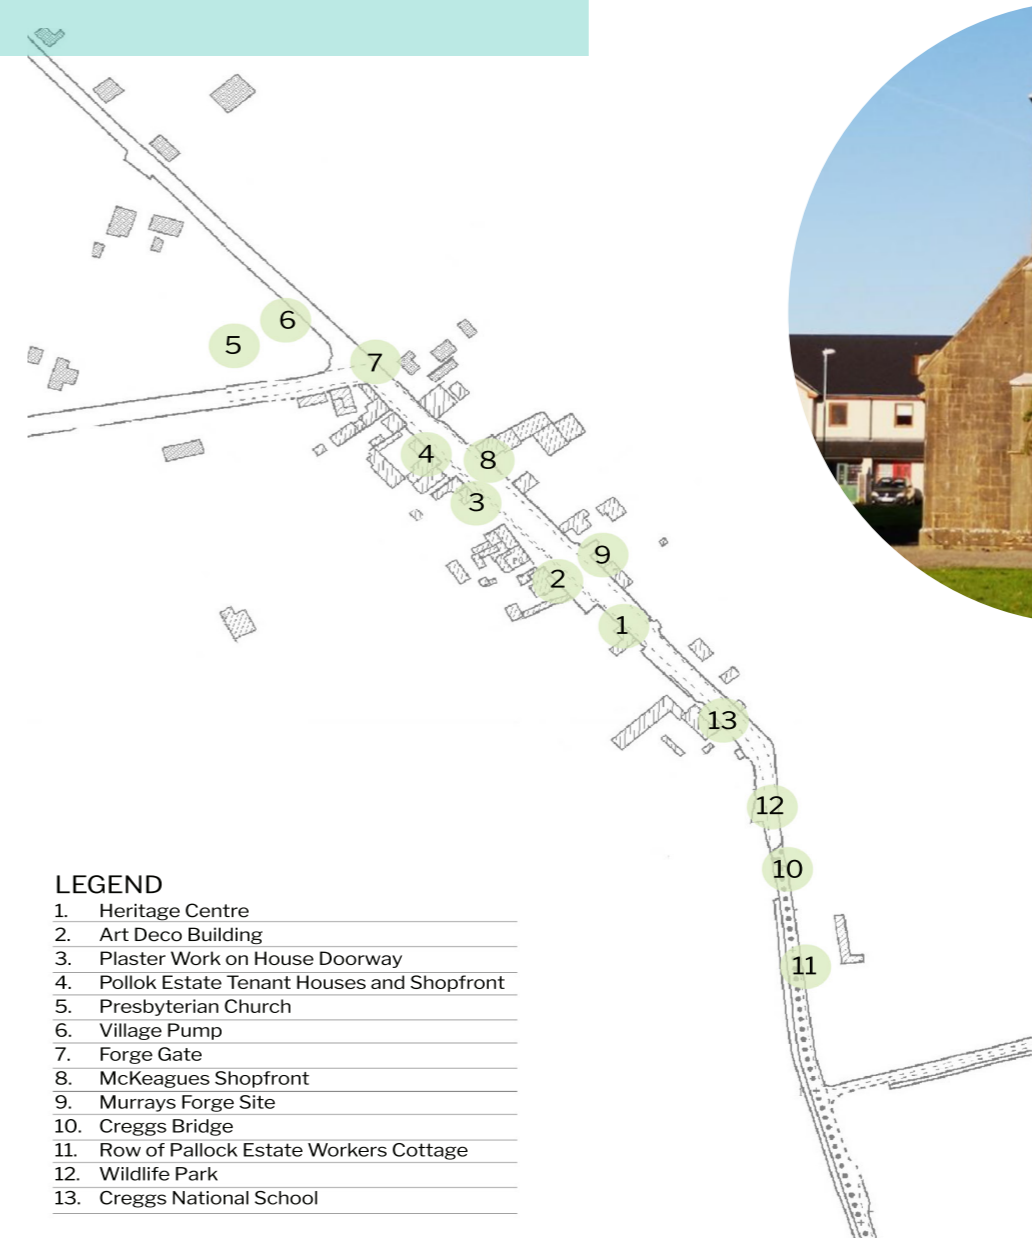 6
5
7
4
8
3
9
2
1
13
12
10
11
LEGEND
1. Heritage Centre
2. Art Deco Building
3. Plaster Work on House Doorway
4. Pollok Estate Tenant Houses and Shopfront
5. Presbyterian Church
6. Village Pump
7. Forge Gate
8. McKeagues Shopfront
9. Murrays Forge Site
10. Creggs Bridge
11. Row of Pallock Estate Workers Cottage
12. Wildlife Park
13. Creggs National School